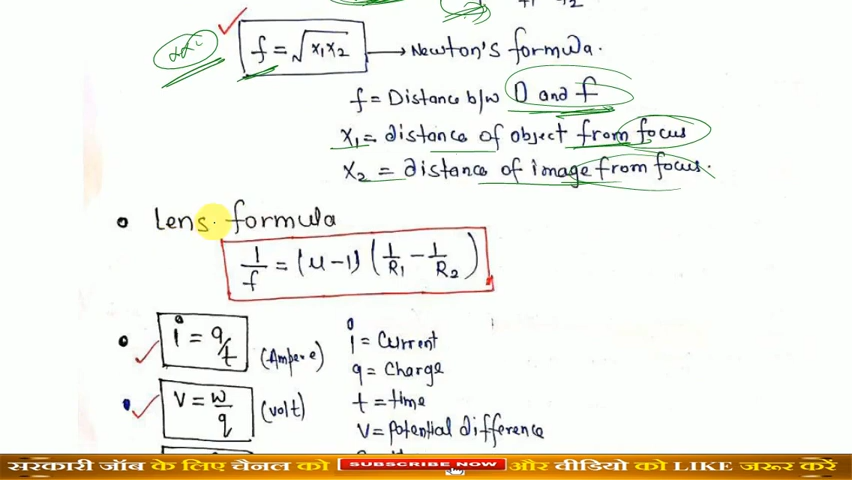 f = √x₁x₂ → Newton's formula.
f = Distance b/w O and f
x₁ = distance of object from focus
x₂ = distance of image from focus.
• Lens formula
1/f = (μ-1) (1/R₁ - 1/R₂)
• i = q/t (Ampere) i = Current
q = Charge
• V = w/q (volt) t = time
V = potential difference
सरकारी जॉब के लिए चैनल को SUBSCRIBE NOW और वीडियो को LIKE जरूर करें